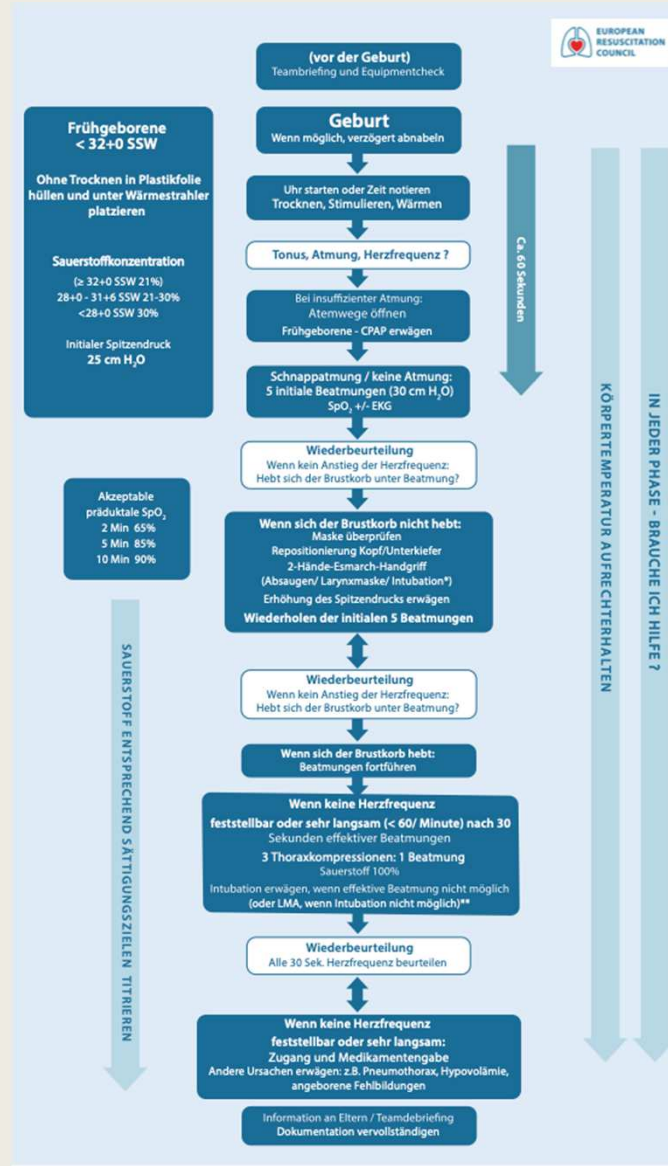 EUROPEAN
RESUSCITATION
COUNCIL
(vor der Geburt)
Teambriefing und Equipmentcheck
Frühgeborene
< 32+0 SSW
Ohne Trocknen in Plastikfolie
hüllen und unter Wärmestrahler
platzieren
Sauerstoffkonzentration
(≥ 32+0 SSW 21%)
28+0 - 31+6 SSW 21-30%
<28+0 SSW 30%
Initialer Spitzendruck
25 cm H₂O
Geburt
Wenn möglich, verzögert abnabeln
Uhr starten oder Zeit notieren
Trocknen, Stimulieren, Wärmen
Tonus, Atmung, Herzfrequenz ?
Bei insuffizienter Atmung:
Atemwege öffnen
Frühgeborene - CPAP erwägen
Schnappatmung / keine Atmung:
5 initiale Beatmungen (30 cm H₂O)
SpO₂ +/- EKG
Ca. 60 Sekunden
Wiederbeurteilung
Wenn kein Anstieg der Herzfrequenz:
Hebt sich der Brustkorb unter Beatmung?
Akzeptable
präduktale SpO₂
2 Min 65%
5 Min 85%
10 Min 90%
Wenn sich der Brustkorb nicht hebt:
Maske überprüfen
Repositionierung Kopf/Unterkiefer
2-Hände-Esmarch-Handgriff
(Absaugen/ Larynxmaske/ Intubation*)
Erhöhung des Spitzendrucks erwägen
Wiederholen der initialen 5 Beatmungen
Wiederbeurteilung
Wenn kein Anstieg der Herzfrequenz:
Hebt sich der Brustkorb unter Beatmung?
Wenn sich der Brustkorb hebt:
Beatmungen fortführen
Wenn keine Herzfrequenz
feststellbar oder sehr langsam (< 60/ Minute) nach 30
Sekunden effektiver Beatmungen
3 Thoraxkompressionen: 1 Beatmung
Sauerstoff 100%
Intubation erwägen, wenn effektive Beatmung nicht möglich
(oder LMA, wenn Intubation nicht möglich)**
Wiederbeurteilung
Alle 30 Sek. Herzfrequenz beurteilen
Wenn keine Herzfrequenz
feststellbar oder sehr langsam:
Zugang und Medikamentengabe
Andere Ursachen erwägen: z.B. Pneumothorax, Hypovolämie,
angeborene Fehlbildungen
Information an Eltern / Teamdebriefing
Dokumentation vervollständigen
SAUERSTOFF ENTSPRECHEND SÄTTIGUNGSZIELEN TITRIEREN
KÖRPERTEMPERATUR AUFRECHTERHALTEN
IN JEDER PHASE - BRAUCHE ICH HILFE ?